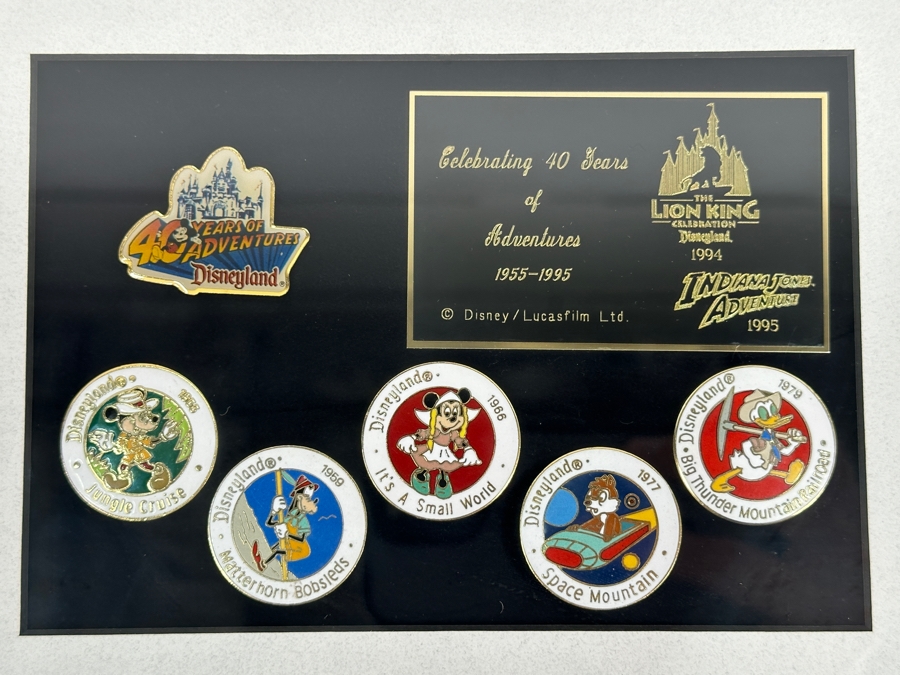 40 YEARS OF
ADVENTURES
Disneyland®
Celebrating 40 Years
of
Adventures
1955-1995
© Disney/Lucasfilm Ltd.
THE
LION KING
CELEBRATION
Disneyland
1994
INDIANA JONES
ADVENTURE
1995
Disneyland®
Jungle Cruise
Disneyland® 1959
Matterhorn Bobsleds
Disneyland® 1966
It's A Small World
Disneyland® 1977
Space Mountain
Disneyland® 1979
Big Thunder Mountain Railroad